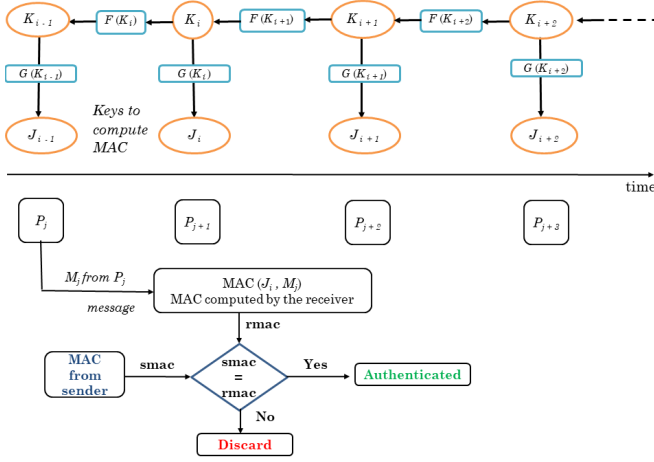 K i - 1 F (K i) K i F (K i+1) K i + 1 F (K i+2) K i + 2
G (K i-1) G (K i) G (K i+1) G (K i+2)
Keys to
compute
MAC
J i - 1 J i J i + 1 J i + 2
time
P j P j + 1 P j + 2 P j + 3
M j from P j
message
MAC (J i , M j)
MAC computed by the receiver
rmac
MAC
from
sender
smac
smac
=
rmac
Yes
Authenticated
No
Discard